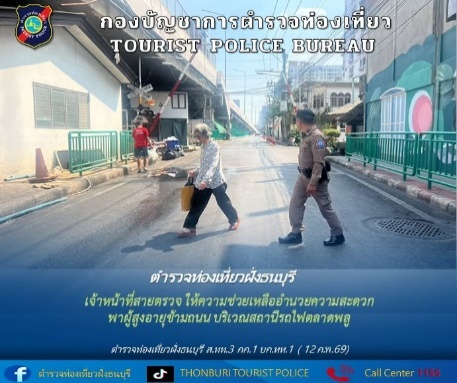 กองบัญชาการตำรวจท่องเที่ยว
TOURIST POLICE BUREAU
ตำรวจท่องเที่ยวฝั่งธนบุรี
เจ้าหน้าที่สายตรวจ ให้ความช่วยเหลืออำนวยความสะดวก
พาผู้สูงอายุข้ามถนน บริเวณสถานีรถไฟตลาดพลู
ตำรวจท่องเที่ยวฝั่งธนบุรี ส.ทท.3 กก.1 บก.ทท.1 ( 12 ก.พ.69)
ตำรวจท่องเที่ยวฝั่งธนบุรี THONBURI TOURIST POLICE Call Center 1155